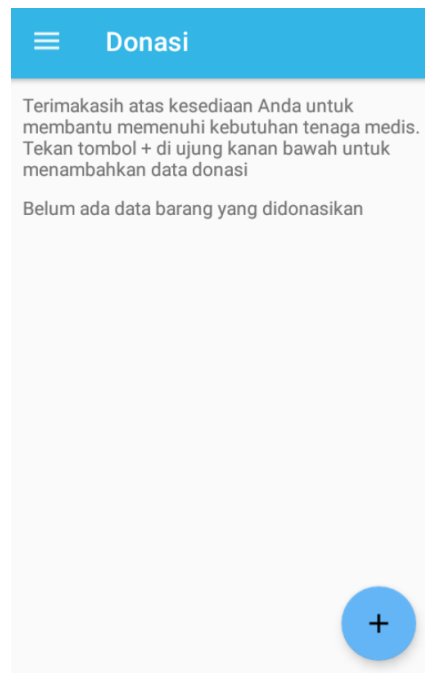 Donasi
Terimakasih atas kesediaan Anda untuk
membantu memenuhi kebutuhan tenaga medis.
Tekan tombol + di ujung kanan bawah untuk
menambahkan data donasi
Belum ada data barang yang didonasikan
+